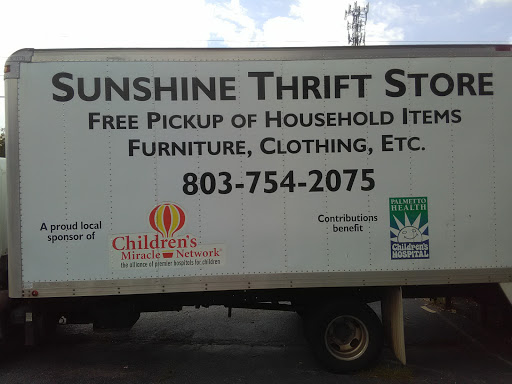 SUNSHINE THRIFT STORE
FREE PICKUP OF HOUSEHOLD ITEMS
FURNITURE, CLOTHING, ETC.
803-754-2075
A proud local
sponsor of
Children's
Miracle Network®
the alliance of premier hospitals for children
Contributions
benefit
PALMETTO
HEALTH
Children's
HOSPITAL